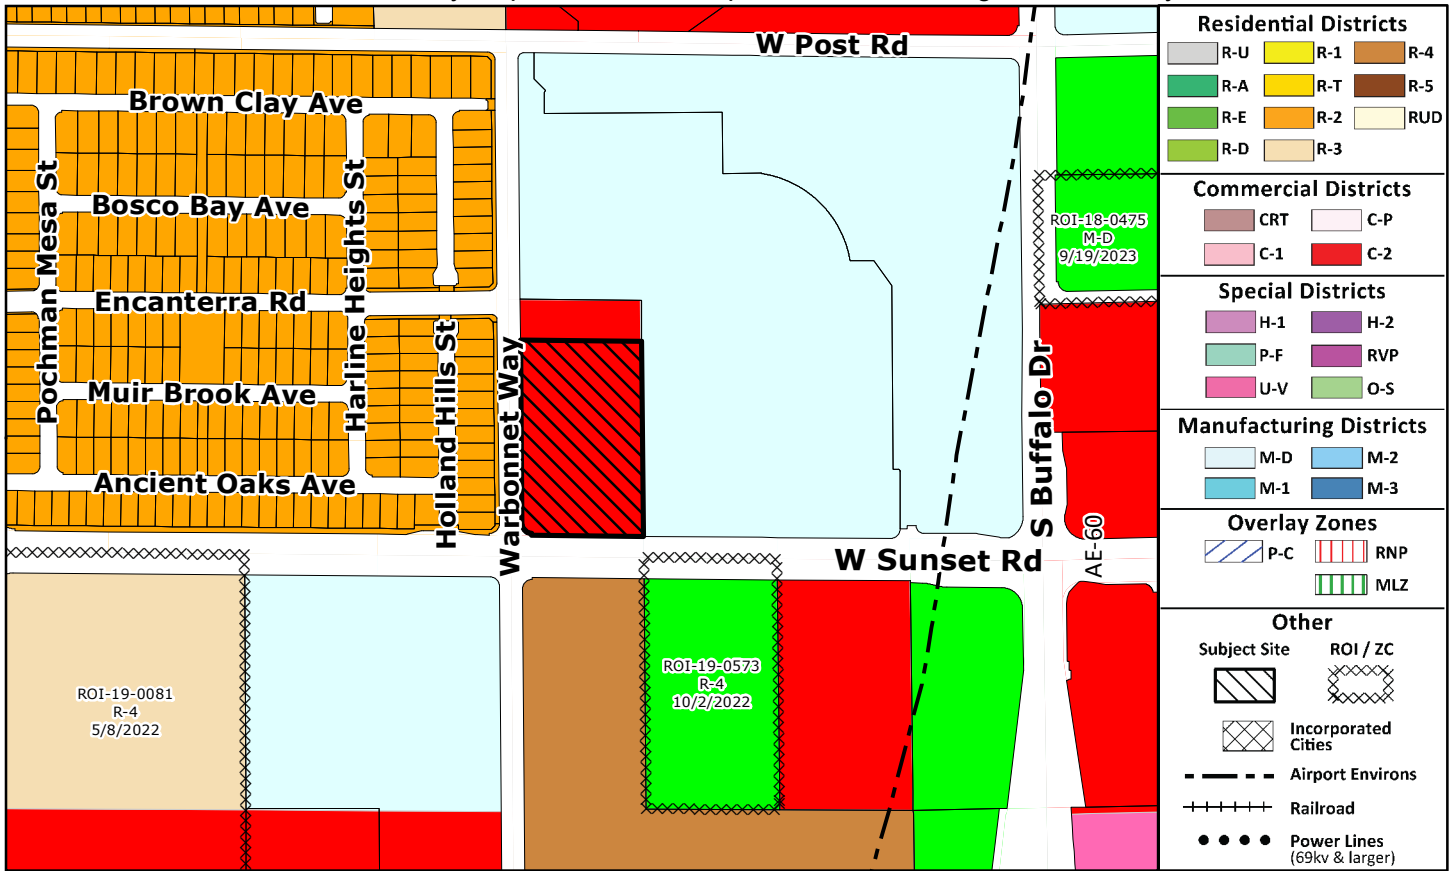 W Post Rd
Brown Clay Ave
Pochman Mesa St
Harline Heights St
Bosco Bay Ave
ROI-18-0475
M-D
9/19/2023
Encanterra Rd
Holland Hills St
Warbonnet Way
S Buffalo Dr
Muir Brook Ave
Ancient Oaks Ave
W Sunset Rd
AE-60
ROI-19-0081
R-4
5/8/2022
ROI-19-0573
R-4
10/2/2022
Residential Districts
R-U R-1 R-4
R-A R-T R-5
R-E R-2 RUD
R-D R-3
Commercial Districts
CRT C-P
C-1 C-2
Special Districts
H-1 H-2
P-F RVP
U-V O-S
Manufacturing Districts
M-D M-2
M-1 M-3
Overlay Zones
P-C RNP
MLZ
Other
Subject Site ROI / ZC
Incorporated
Cities
Airport Environs
Railroad
Power Lines
(69kv & larger)